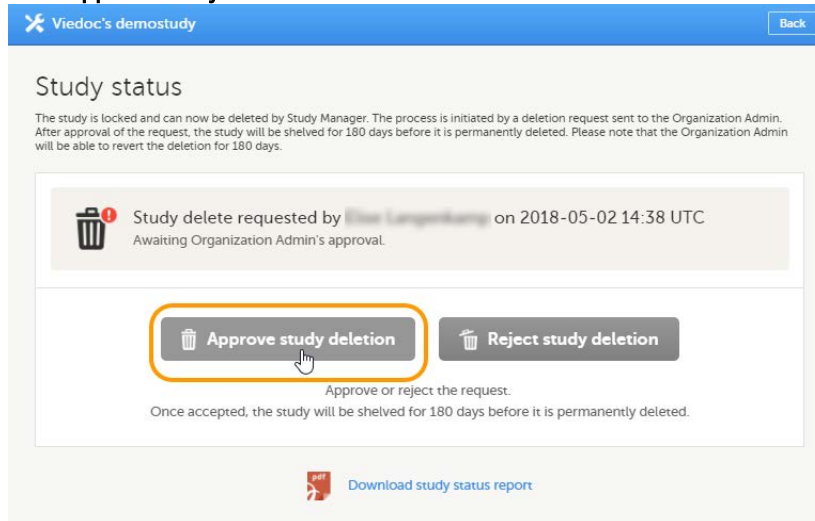 Viedoc's demostudy
Back
Study status
The study is locked and can now be deleted by Study Manager. The process is initiated by a deletion request sent to the Organization Admin.
After approval of the request, the study will be shelved for 180 days before it is permanently deleted. Please note that the Organization Admin
will be able to revert the deletion for 180 days.
Study delete requested by on 2018-05-02 14:38 UTC
Awaiting Organization Admin's approval.
Approve study deletion
Reject study deletion
Approve or reject the request.
Once accepted, the study will be shelved for 180 days before it is permanently deleted.
pdf
Download study status report